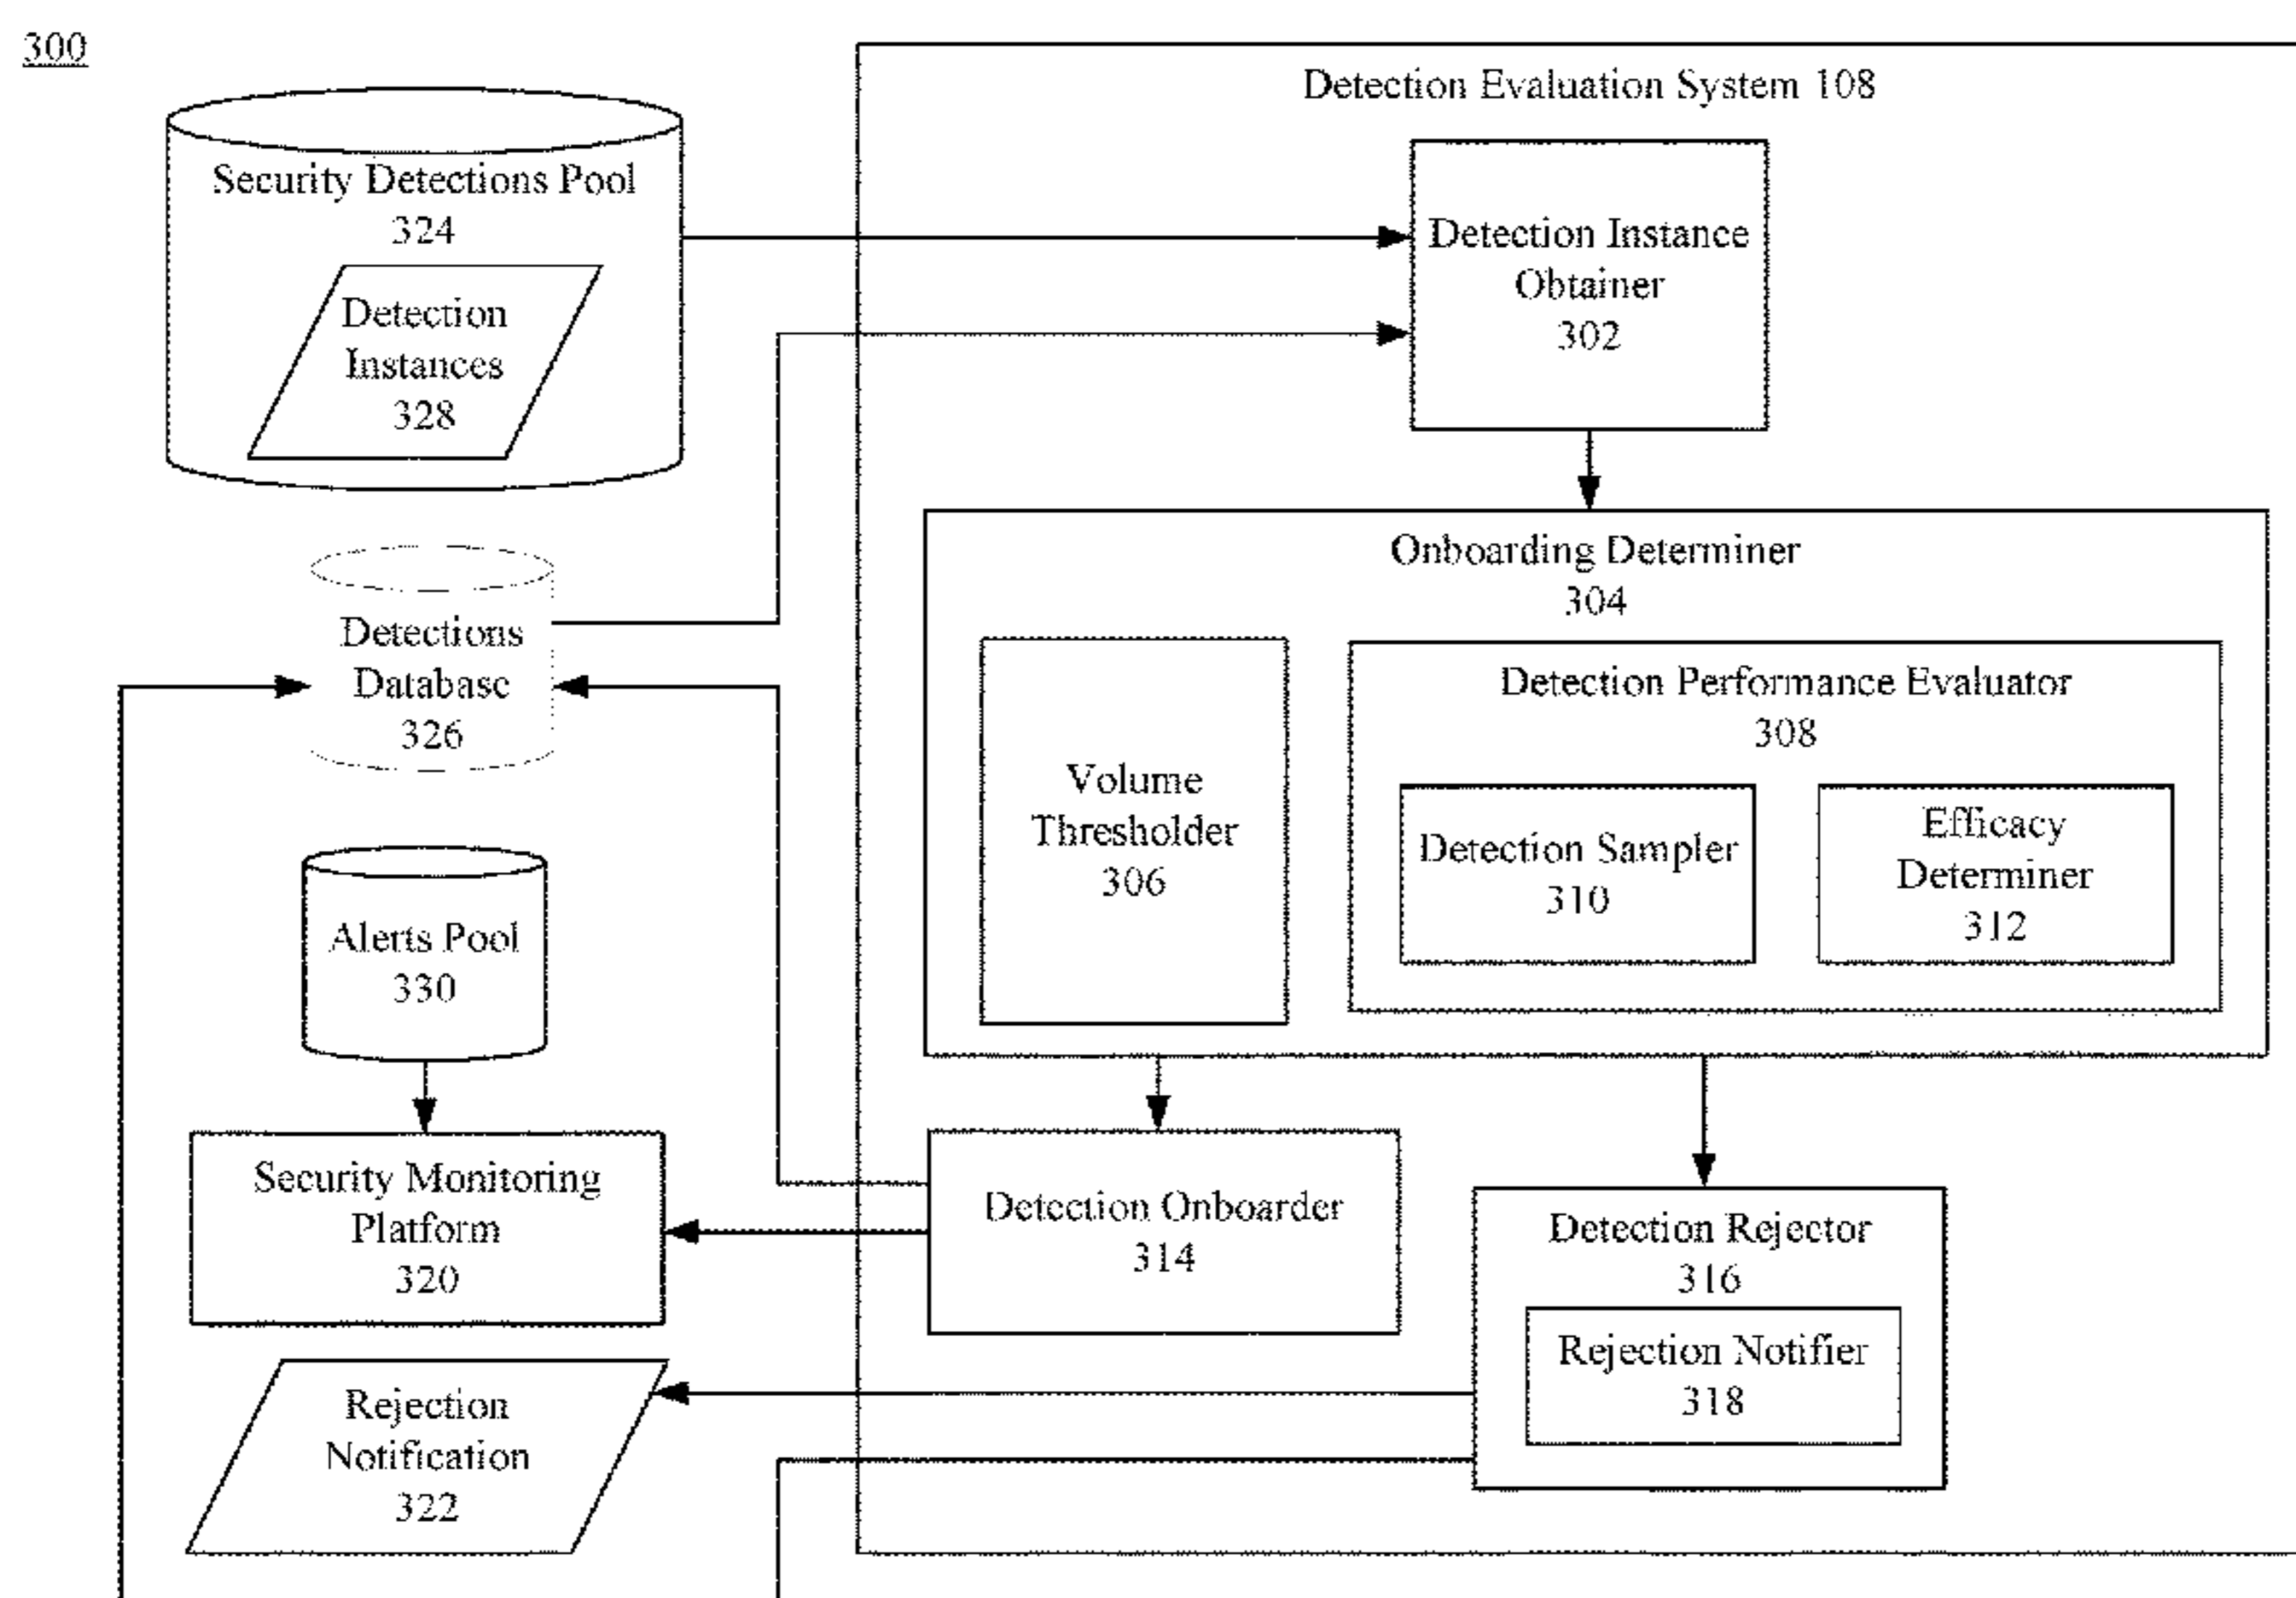 300
Detection Evaluation System 108
Security Detections Pool
324
Detection
Instances
328
Detection Instance
Obtainer
302
Onboarding Determiner
304
Detections
Database
326
Volume
Thresholder
306
Detection Performance Evaluator
308
Detection Sampler
310
Efficacy
Determiner
312
Alerts Pool
330
Security Monitoring
Platform
320
Detection Onboarder
314
Detection Rejector
316
Rejection Notifier
318
Rejection
Notification
322